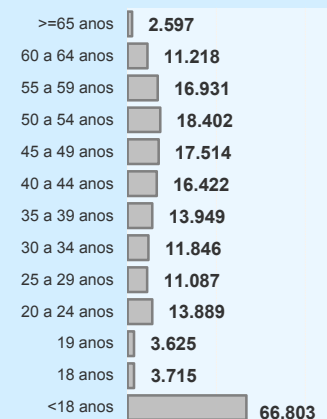 >=65 anos 2.597
60 a 64 anos 11.218
55 a 59 anos 16.931
50 a 54 anos 18.402
45 a 49 anos 17.514
40 a 44 anos 16.422
35 a 39 anos 13.949
30 a 34 anos 11.846
25 a 29 anos 11.087
20 a 24 anos 13.889
19 anos 3.625
18 anos 3.715
<18 anos 66.803